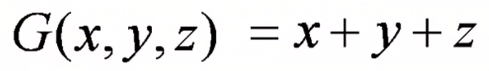 G(x, y, z) = x + y + z